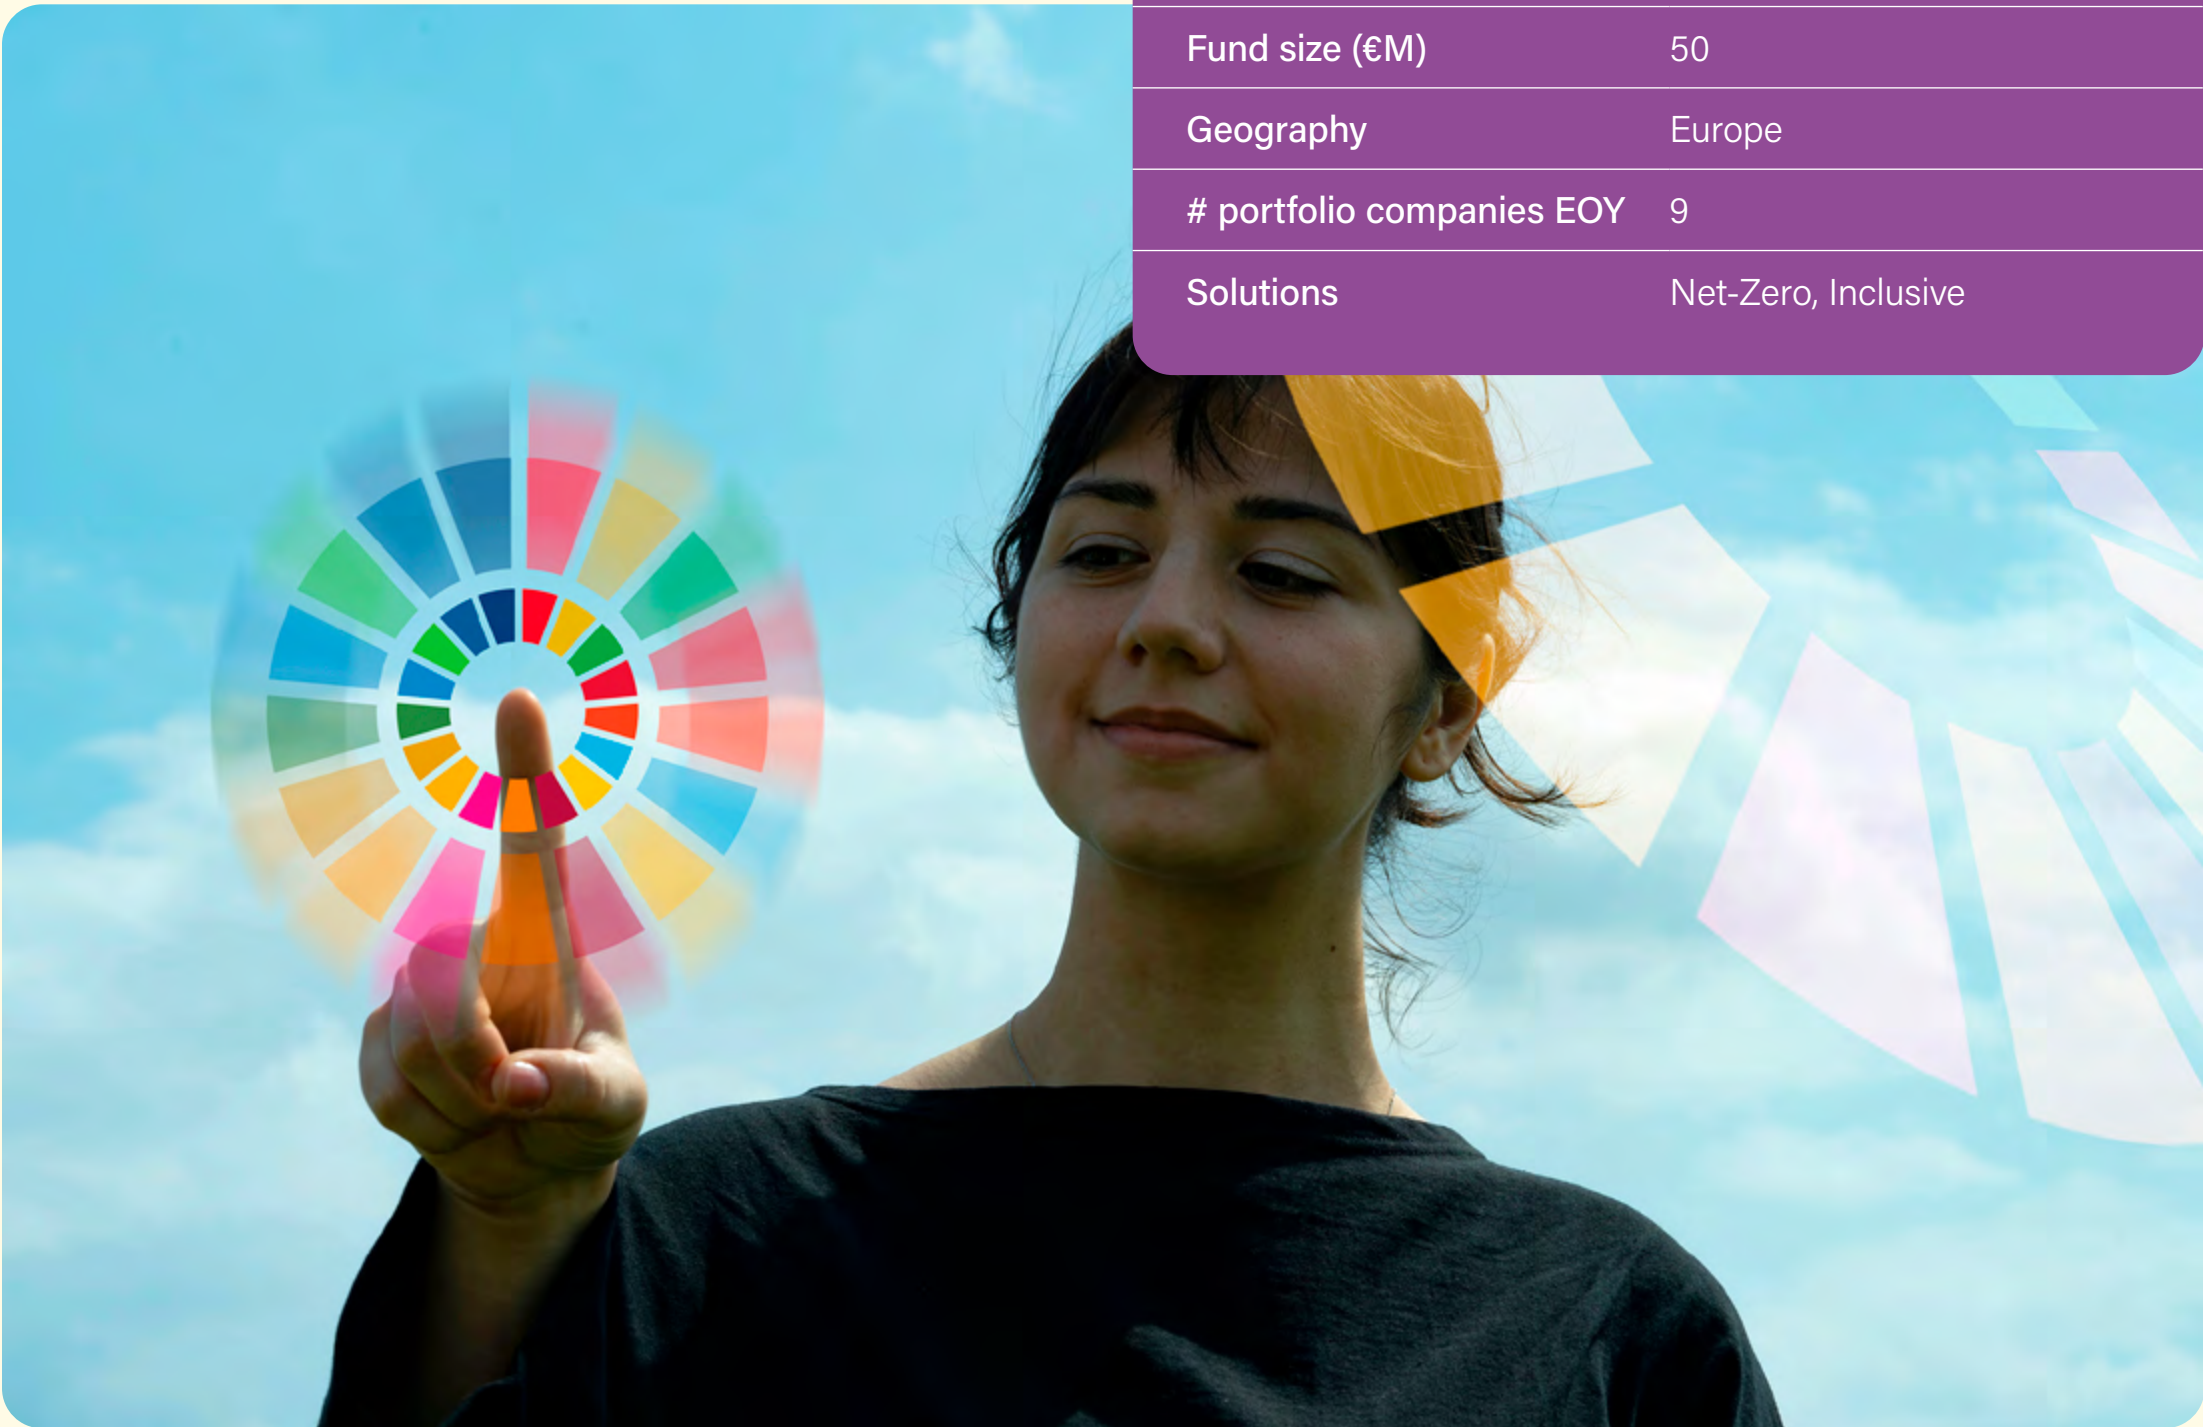 Fund size (€M) 50
Geography Europe
# portfolio companies EOY 9
Solutions Net-Zero, Inclusive